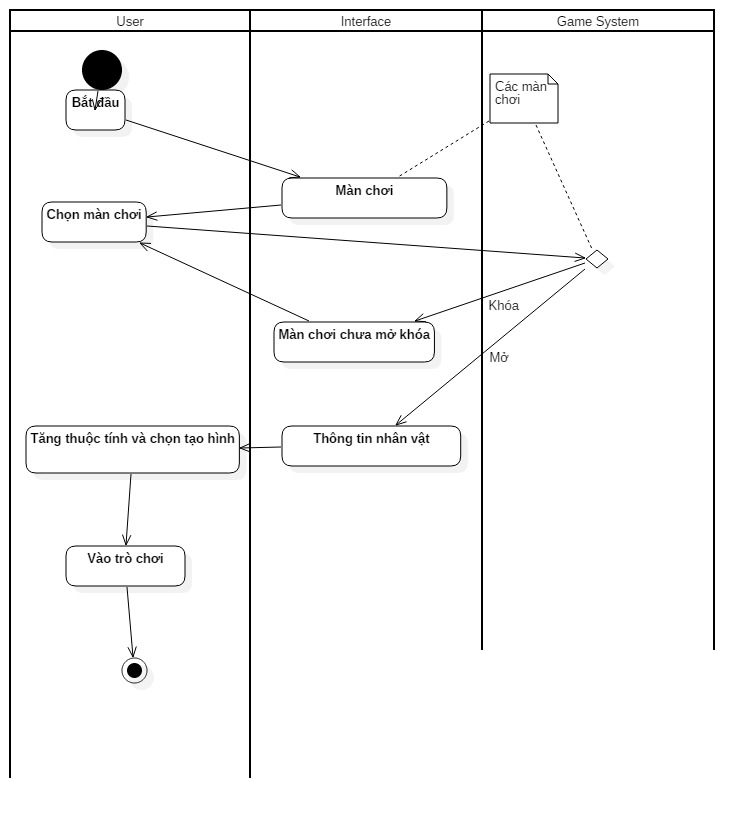 User
Interface
Game System
Bắt đầu
Các màn
chơi
Màn chơi
Chọn màn chơi
Khóa
Màn chơi chưa mở khóa
Mở
Tăng thuộc tính và chọn tạo hình
Thông tin nhân vật
Vào trò chơi